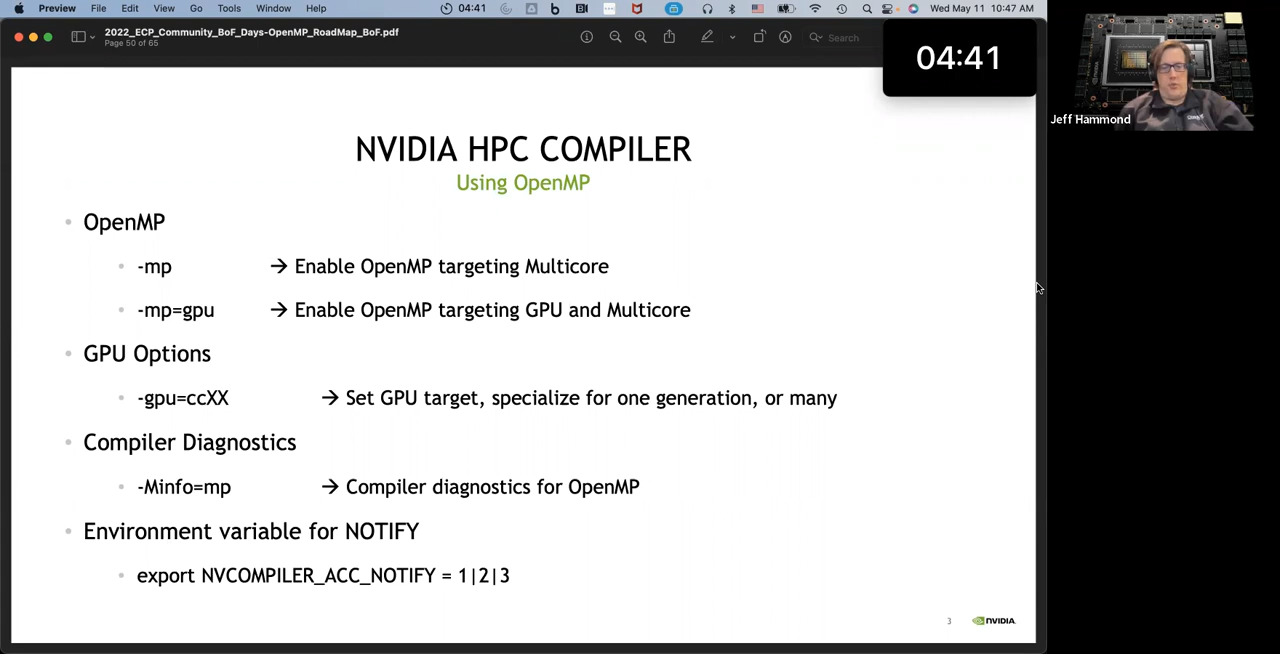 Preview File Edit View Go Tools Window Help 04:41 Wed May 11 10:47 AM
2022_ECP_Community_BoF_Days-OpenMP_RoadMap_BoF.pdf
Page 50 of 65
Search
04:41
Jeff Hammond
NVIDIA HPC COMPILER
Using OpenMP
• OpenMP
• -mp → Enable OpenMP targeting Multicore
• -mp=gpu → Enable OpenMP targeting GPU and Multicore
• GPU Options
• -gpu=ccXX → Set GPU target, specialize for one generation, or many
• Compiler Diagnostics
• -Minfo=mp → Compiler diagnostics for OpenMP
• Environment variable for NOTIFY
• export NVCOMPILER_ACC_NOTIFY = 1|2|3
3 NVIDIA.